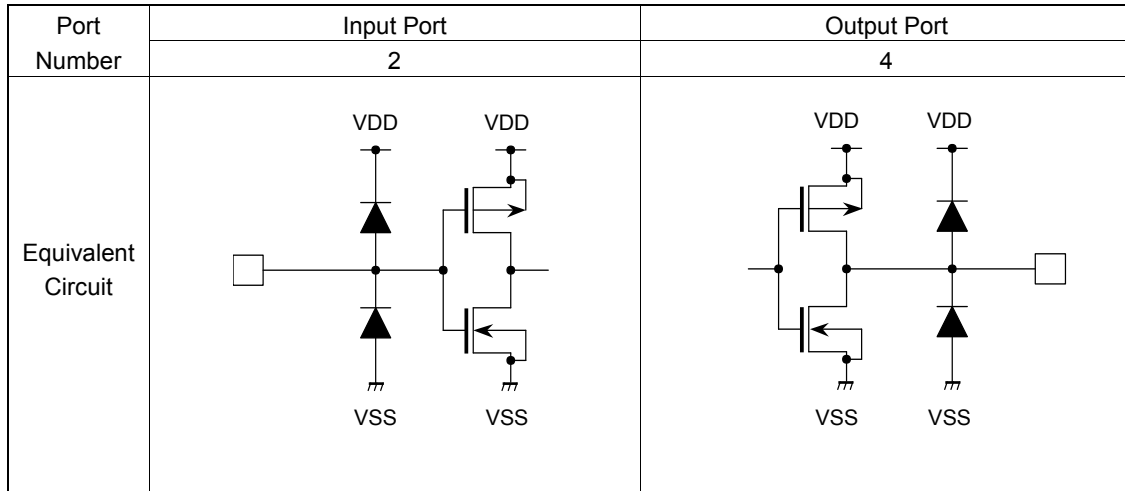 Port Number
Input Port
Output Port
2
4
Equivalent
Circuit
VDD
VDD
VSS
VSS
VDD
VDD
VSS
VSS